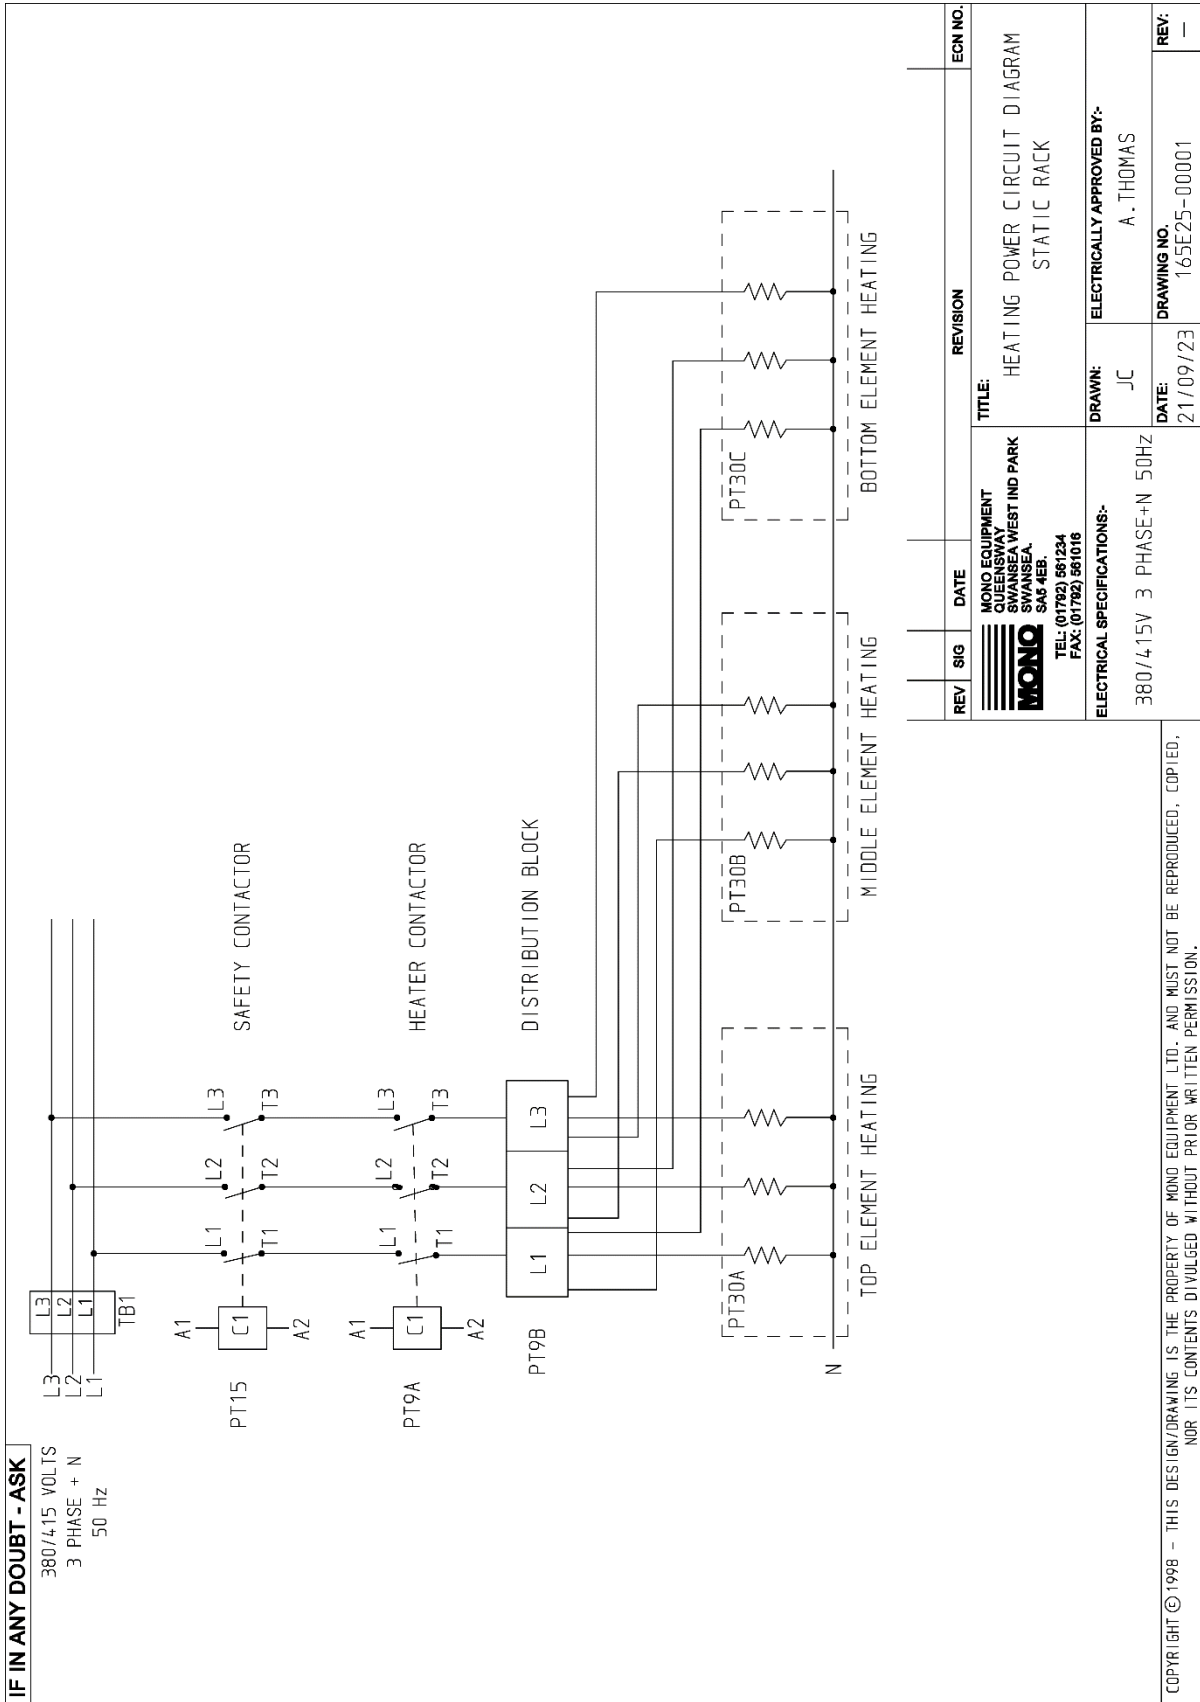 IF IN ANY DOUBT - ASK
380/415 VOLTS
3 PHASE + N
50 Hz
L3
L2
L1
L3
L2
L1
TB1
A1
C1
A2
PT15
L1
L2
L3
T1
T2
T3
SAFETY CONTACTOR
A1
C1
A2
PT9A
L1
L2
L3
T1
T2
T3
HEATER CONTACTOR
PT9B
L1
L2
L3
DISTRIBUTION BLOCK
PT30A
PT30B
PT30C
N
TOP ELEMENT HEATING
MIDDLE ELEMENT HEATING
BOTTOM ELEMENT HEATING
REV
SIG
DATE
REVISION
ECN NO.
MONO
MONO EQUIPMENT
QUEENSWAY
SWANSEA WEST IND PARK
SWANSEA.
SA5 4EB.
TEL: (01792) 561234
FAX: (01792) 561016
TITLE:
HEATING POWER CIRCUIT DIAGRAM
STATIC RACK
ELECTRICAL SPECIFICATIONS:-
380/415V 3 PHASE+N 50HZ
DRAWN:
JC
ELECTRICALLY APPROVED BY:-
A.THOMAS
DATE:
21/09/23
DRAWING NO.
165E25-00001
REV:
—
COPYRIGHT © 1998 - THIS DESIGN/DRAWING IS THE PROPERTY OF MONO EQUIPMENT LTD. AND MUST NOT BE REPRODUCED, COPIED,
NOR ITS CONTENTS DIVULGED WITHOUT PRIOR WRITTEN PERMISSION.